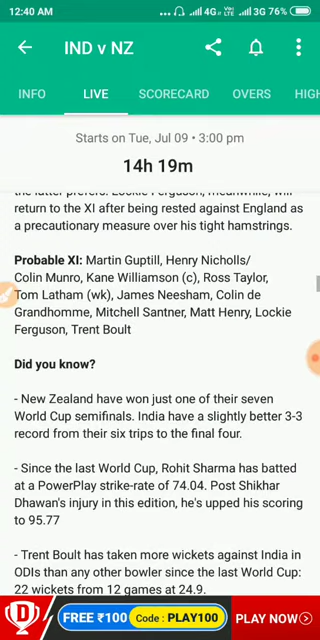 12:40 AM ... 4G VoLTE 3G 76%
IND v NZ
INFO LIVE SCORECARD OVERS HIGH
Starts on Tue, Jul 09 • 3:00 pm
14h 19m
the latter prefers. Lockie Ferguson, meanwhile, will
return to the XI after being rested against England as
a precautionary measure over his tight hamstrings.
Probable XI: Martin Guptill, Henry Nicholls/
Colin Munro, Kane Williamson (c), Ross Taylor,
Tom Latham (wk), James Neesham, Colin de
Grandhomme, Mitchell Santner, Matt Henry, Lockie
Ferguson, Trent Boult
Did you know?
- New Zealand have won just one of their seven
World Cup semifinals. India have a slightly better 3-3
record from their six trips to the final four.
- Since the last World Cup, Rohit Sharma has batted
at a PowerPlay strike-rate of 74.04. Post Shikhar
Dhawan's injury in this edition, he's upped his scoring
to 95.77
- Trent Boult has taken more wickets against India in
ODIs than any other bowler since the last World Cup:
22 wickets from 12 games at 24.9.
FREE ₹100 Code : PLAY100 PLAY NOW